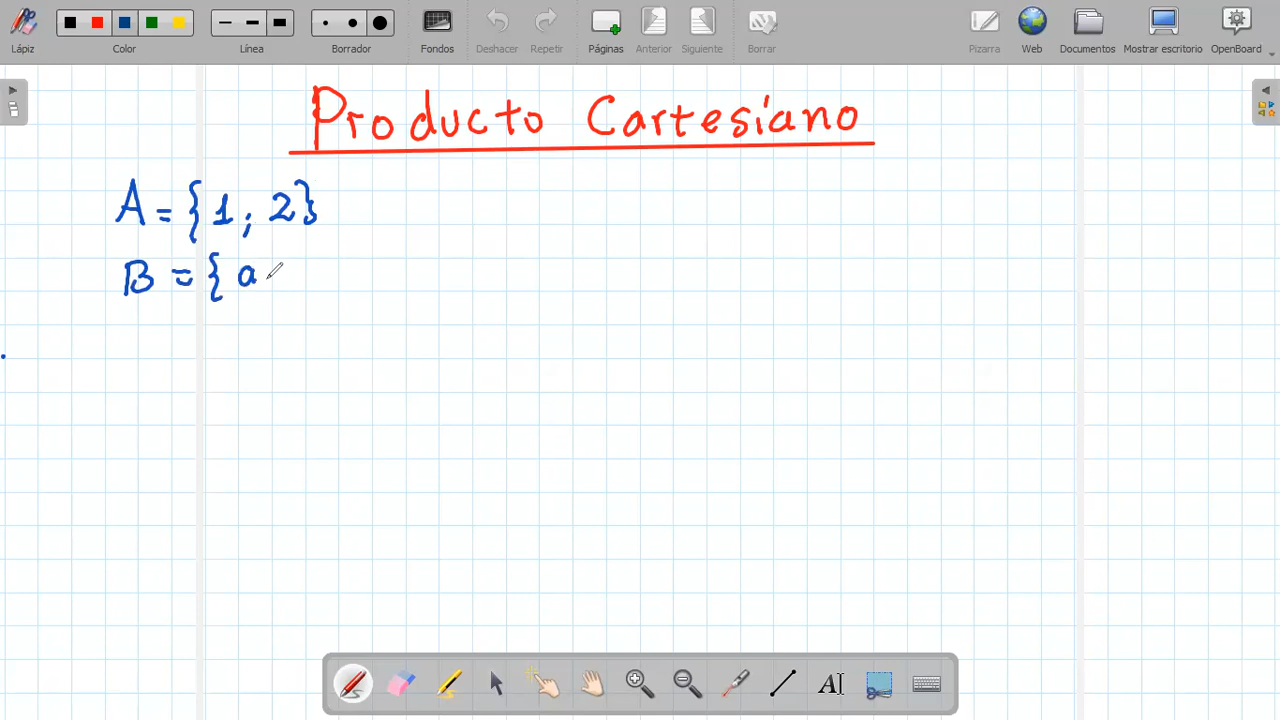 Lápiz Color Línea Borrador Fondos Deshacer Repetir Páginas Anterior Siguiente Borrar Pizarra Web Documentos Mostrar escritorio OpenBoard
Producto Cartesiano
A = {1; 2}
B = { a